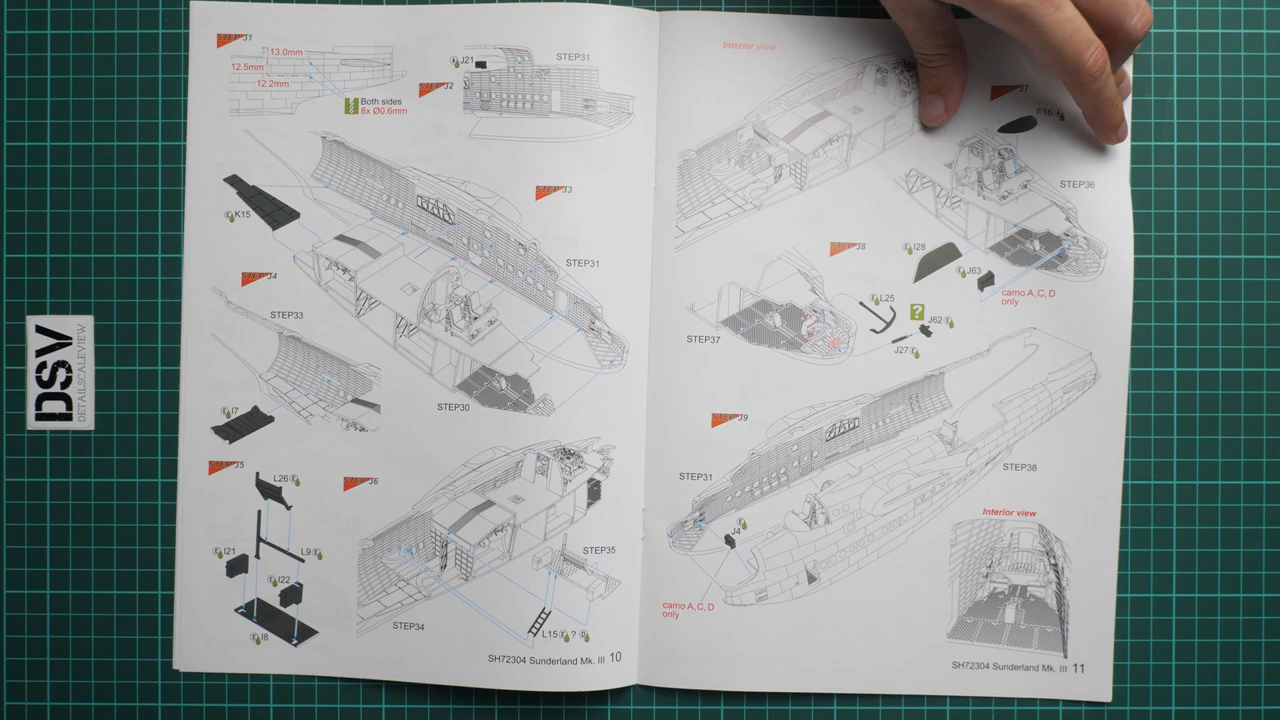 STEP 31
13.0mm
12.5mm
12.2mm
Both sides
8x Ø0.6mm
STEP 32
A J21
STEP31
STEP 33
E K15
STEP31
STEP 34
STEP33
E I7
STEP30
STEP 35
L26 E
E I21
L9 E
E I22
E I8
STEP 36
STEP35
STEP34
L15 E ? D
SH72304 Sunderland Mk. III 10
Interior view
STEP 37
F16
STEP36
STEP 38
E I28
E J63
camo A, C, D
only
E L25
?
J62 E
J27 E
STEP37
STEP 39
STEP31
STEP38
E
J4
camo A, C, D
only
Interior view
SH72304 Sunderland Mk. III 11
DSV
DETAILSCALEVIEW